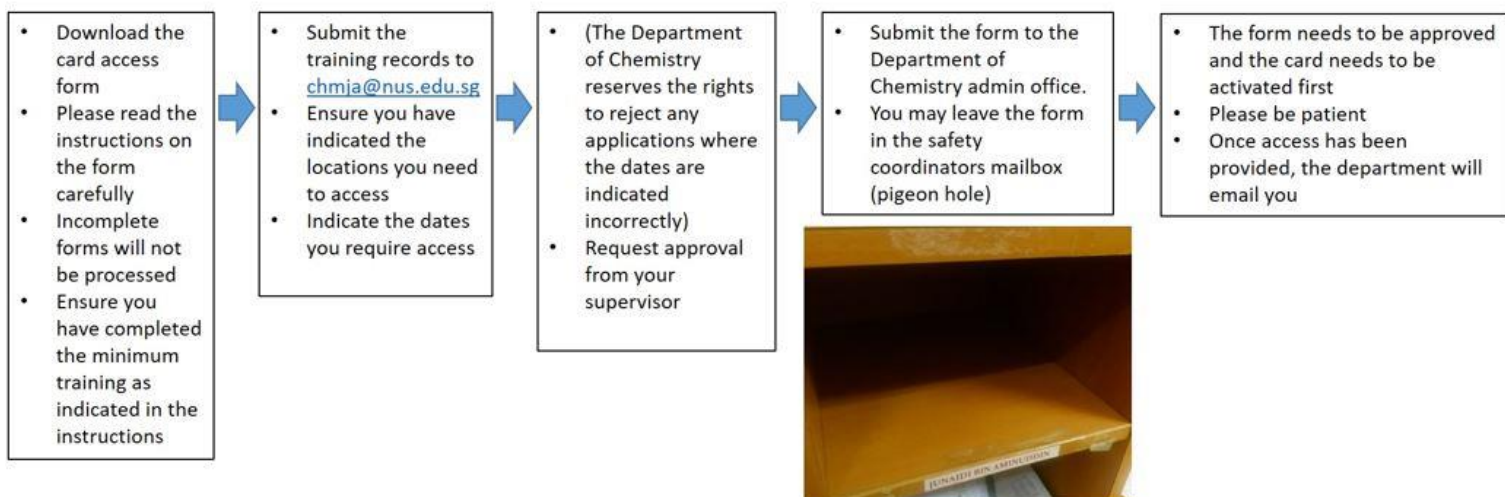 • Download the
card access
form
• Please read the
instructions on
the form
carefully
• Incomplete
forms will not
be processed
• Ensure you
have completed
the minimum
training as
indicated in the
instructions
• Submit the
training records to
chmja@nus.edu.sg
• Ensure you have
indicated the
locations you need
to access
• Indicate the dates
you require access
• (The Department
of Chemistry
reserves the rights
to reject any
applications where
the dates are
indicated
incorrectly)
• Request approval
from your
supervisor
• Submit the form to the
Department of
Chemistry admin office.
• You may leave the form
in the safety
coordinators mailbox
(pigeon hole)
JUNAIDI BIN AMINUDDIN
• The form needs to be approved
and the card needs to be
activated first
• Please be patient
• Once access has been
provided, the department will
email you